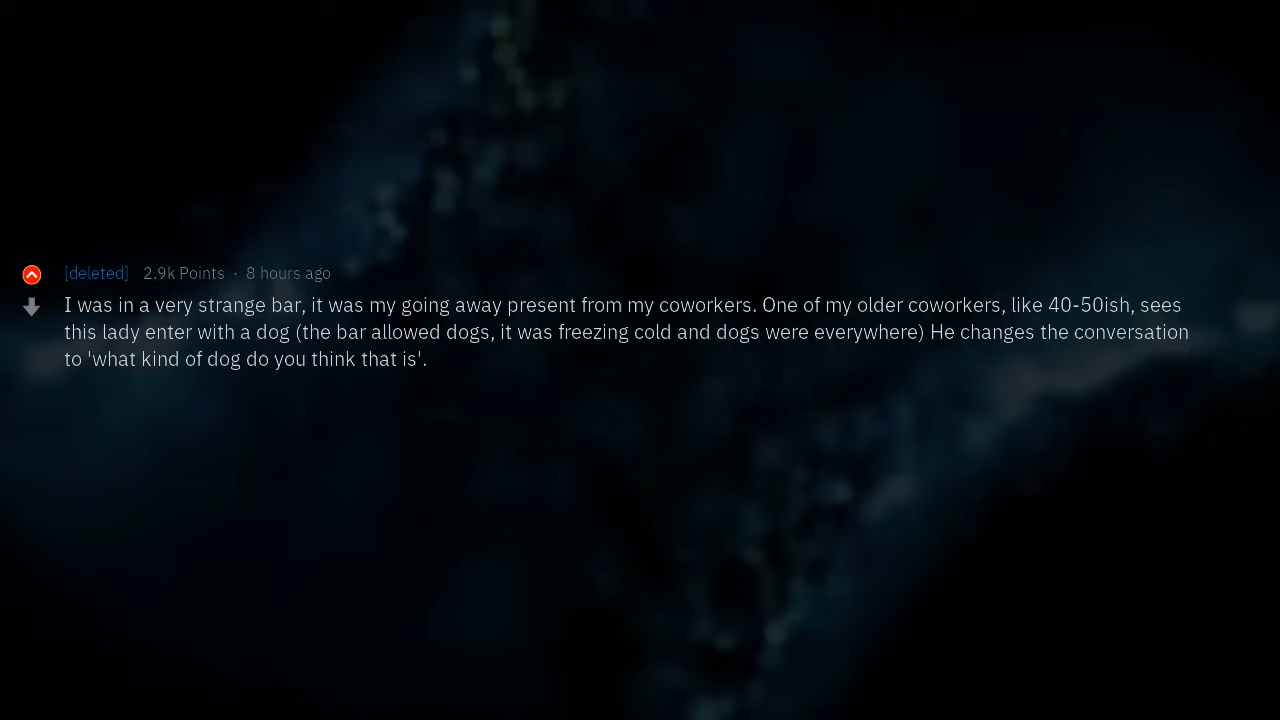 [deleted] 2.9k Points · 8 hours ago
I was in a very strange bar, it was my going away present from my coworkers. One of my older coworkers, like 40-50ish, sees
this lady enter with a dog (the bar allowed dogs, it was freezing cold and dogs were everywhere) He changes the conversation
to 'what kind of dog do you think that is'.